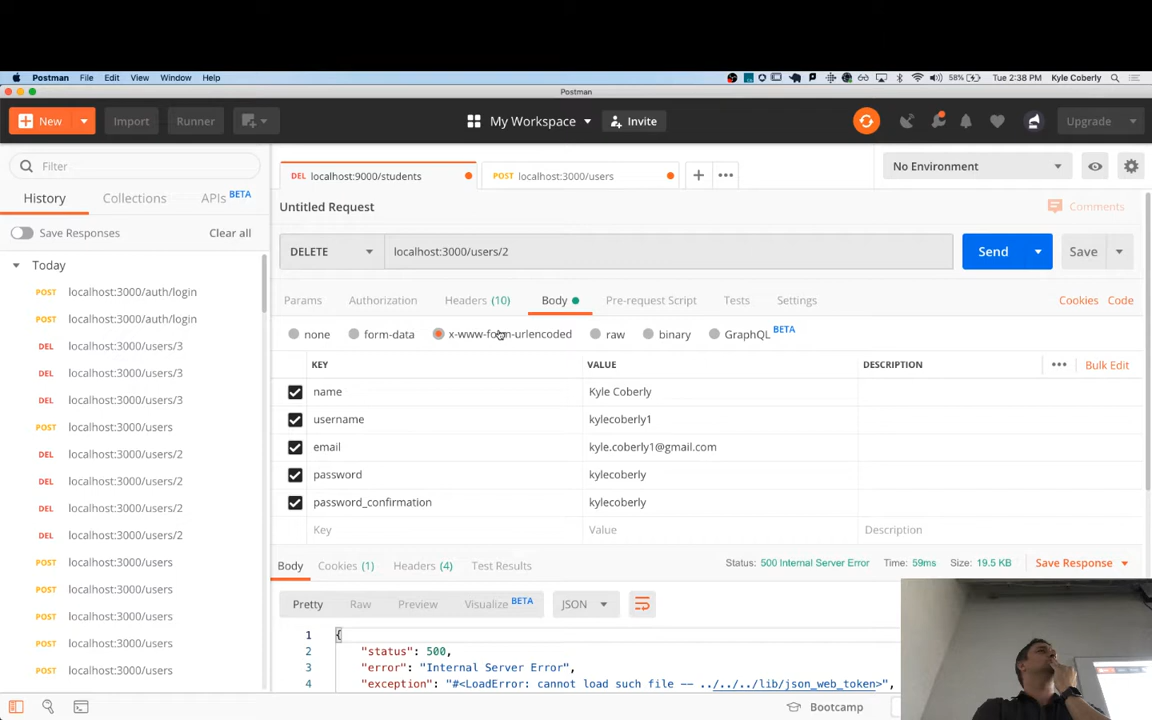 Postman File Edit View Window Help 58% Tue 2:38 PM Kyle Coberly
Postman
New Import Runner My Workspace Invite Upgrade
Filter
History Collections APIs BETA
Save Responses Clear all
Today
POST localhost:3000/auth/login
POST localhost:3000/auth/login
DEL localhost:3000/users/3
DEL localhost:3000/users/3
DEL localhost:3000/users/3
POST localhost:3000/users
DEL localhost:3000/users/2
DEL localhost:3000/users/2
DEL localhost:3000/users/2
DEL localhost:3000/users/2
POST localhost:3000/users
POST localhost:3000/users
POST localhost:3000/users
POST localhost:3000/users
POST localhost:3000/users
DEL localhost:9000/students POST localhost:3000/users No Environment
Untitled Request Comments
DELETE localhost:3000/users/2 Send Save
Params Authorization Headers (10) Body Pre-request Script Tests Settings Cookies Code
none form-data x-www-form-urlencoded raw binary GraphQL BETA
KEY VALUE DESCRIPTION Bulk Edit
name Kyle Coberly
username kylecoberly1
email kyle.coberly1@gmail.com
password kylecoberly
password_confirmation kylecoberly
Key Value Description
Body Cookies (1) Headers (4) Test Results Status: 500 Internal Server Error Time: 59ms Size: 19.5 KB Save Response
Pretty Raw Preview Visualize BETA JSON
1 {
2 "status": 500,
3 "error": "Internal Server Error",
4 "exception": "#<LoadError: cannot load such file -- ../../../lib/json_web_token>",
Bootcamp